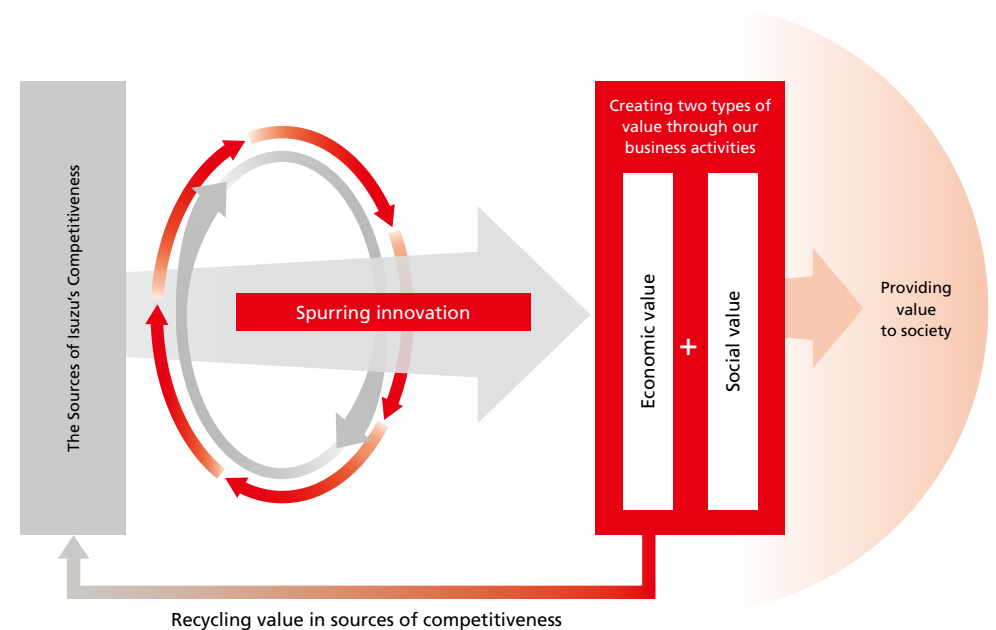 The Sources of Isuzu's Competitiveness
Spurring innovation
Creating two types of
value through our
business activities
Economic value
+
Social value
Providing
value
to society
Recycling value in sources of competitiveness